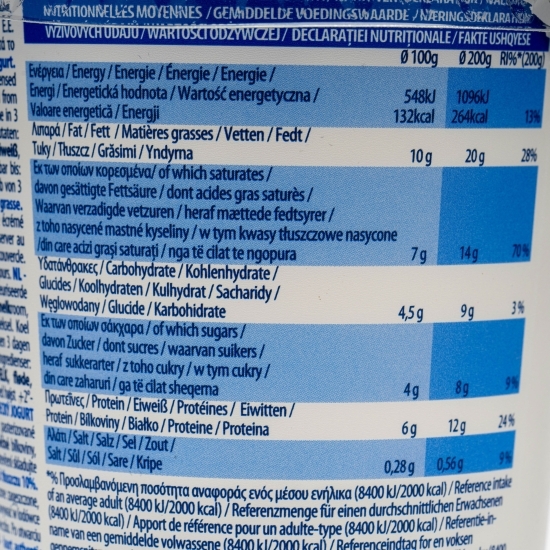 NUTRITIONNELLES MOYENNES / GEMIDDELDE VOEDINGSWAARDE / NÆRINGSDEKLARATION
WZINOVÝCH ÚDAJŮ / WARTOŚCI ODŻYWCZEJ / DECLARAȚIEI NUTRIȚIONALE / FAKTE USHQYESE
Ø 100g Ø 200g RI%*(200g)
Ενέργεια / Energy / Energie / Énergie / Energie /
Energi / Energetická hodnota / Wartość energetyczna / 548kJ 1096kJ
Valoare energetică / Energji 132kcal 264kcal 13%
Λιπαρά / Fat / Fett / Matières grasses / Vetten / Fedt /
Tuky / Tłuszcz / Grăsimi / Yndyrna 10 g 20 g 28%
Εκ των οποίων κορεσμένα / of which saturates /
davon gesättigte Fettsäure / dont acides gras saturès /
Waarvan verzadigde vetzuren / heraf mættede fedtsyrer /
z toho nasycené mastné kyseliny / w tym kwasy tłuszczowe nasycone
/ din care acizi grași saturați / nga të cilat te ngopura 7 g 14 g 70%
Υδατάνθρακες / Carbohydrate / Kohlenhydrate /
Glucides / Koolhydraten / Kulhydrat / Sacharidy /
Węglowodany / Glucide / Karbohidrate 4,5 g 9 g 3%
Εκ των οποίων σάκχαρα / of which sugars /
davon Zucker / dont sucres / waarvan suikers /
heraf sukkerarter / z toho cukry / w tym cukry /
din care zaharuri / ga të cilat sheqerna 4 g 8 g 9%
Πρωτεΐνες / Protein / Eiweiß / Protéines / Eiwitten /
Protein / Bílkoviny / Białko / Proteine / Proteina 6 g 12 g 24%
Αλάτι / Salt / Salz / Sel / Zout /
Salt / Sůl / Sól / Sare / Kripe 0,28 g 0,56 g 9%
*% Προσλαμβανόμενη ποσότητα αναφοράς ενός μέσου ενήλικα (8400 kJ/2000 kcal) / Reference intake
of an average adult (8400 kJ/2000 kcal) / Referenzmenge für einen durchschnittlichen Erwachsenen
(8400 kJ/2000 kcal) / Apport de référence pour un adulte-type (8400 kJ/2000 kcal) / Referentie-in-
name van een gemiddelde volwassene (8400 kJ/2000 kcal) / Referenceindtag for en voksen